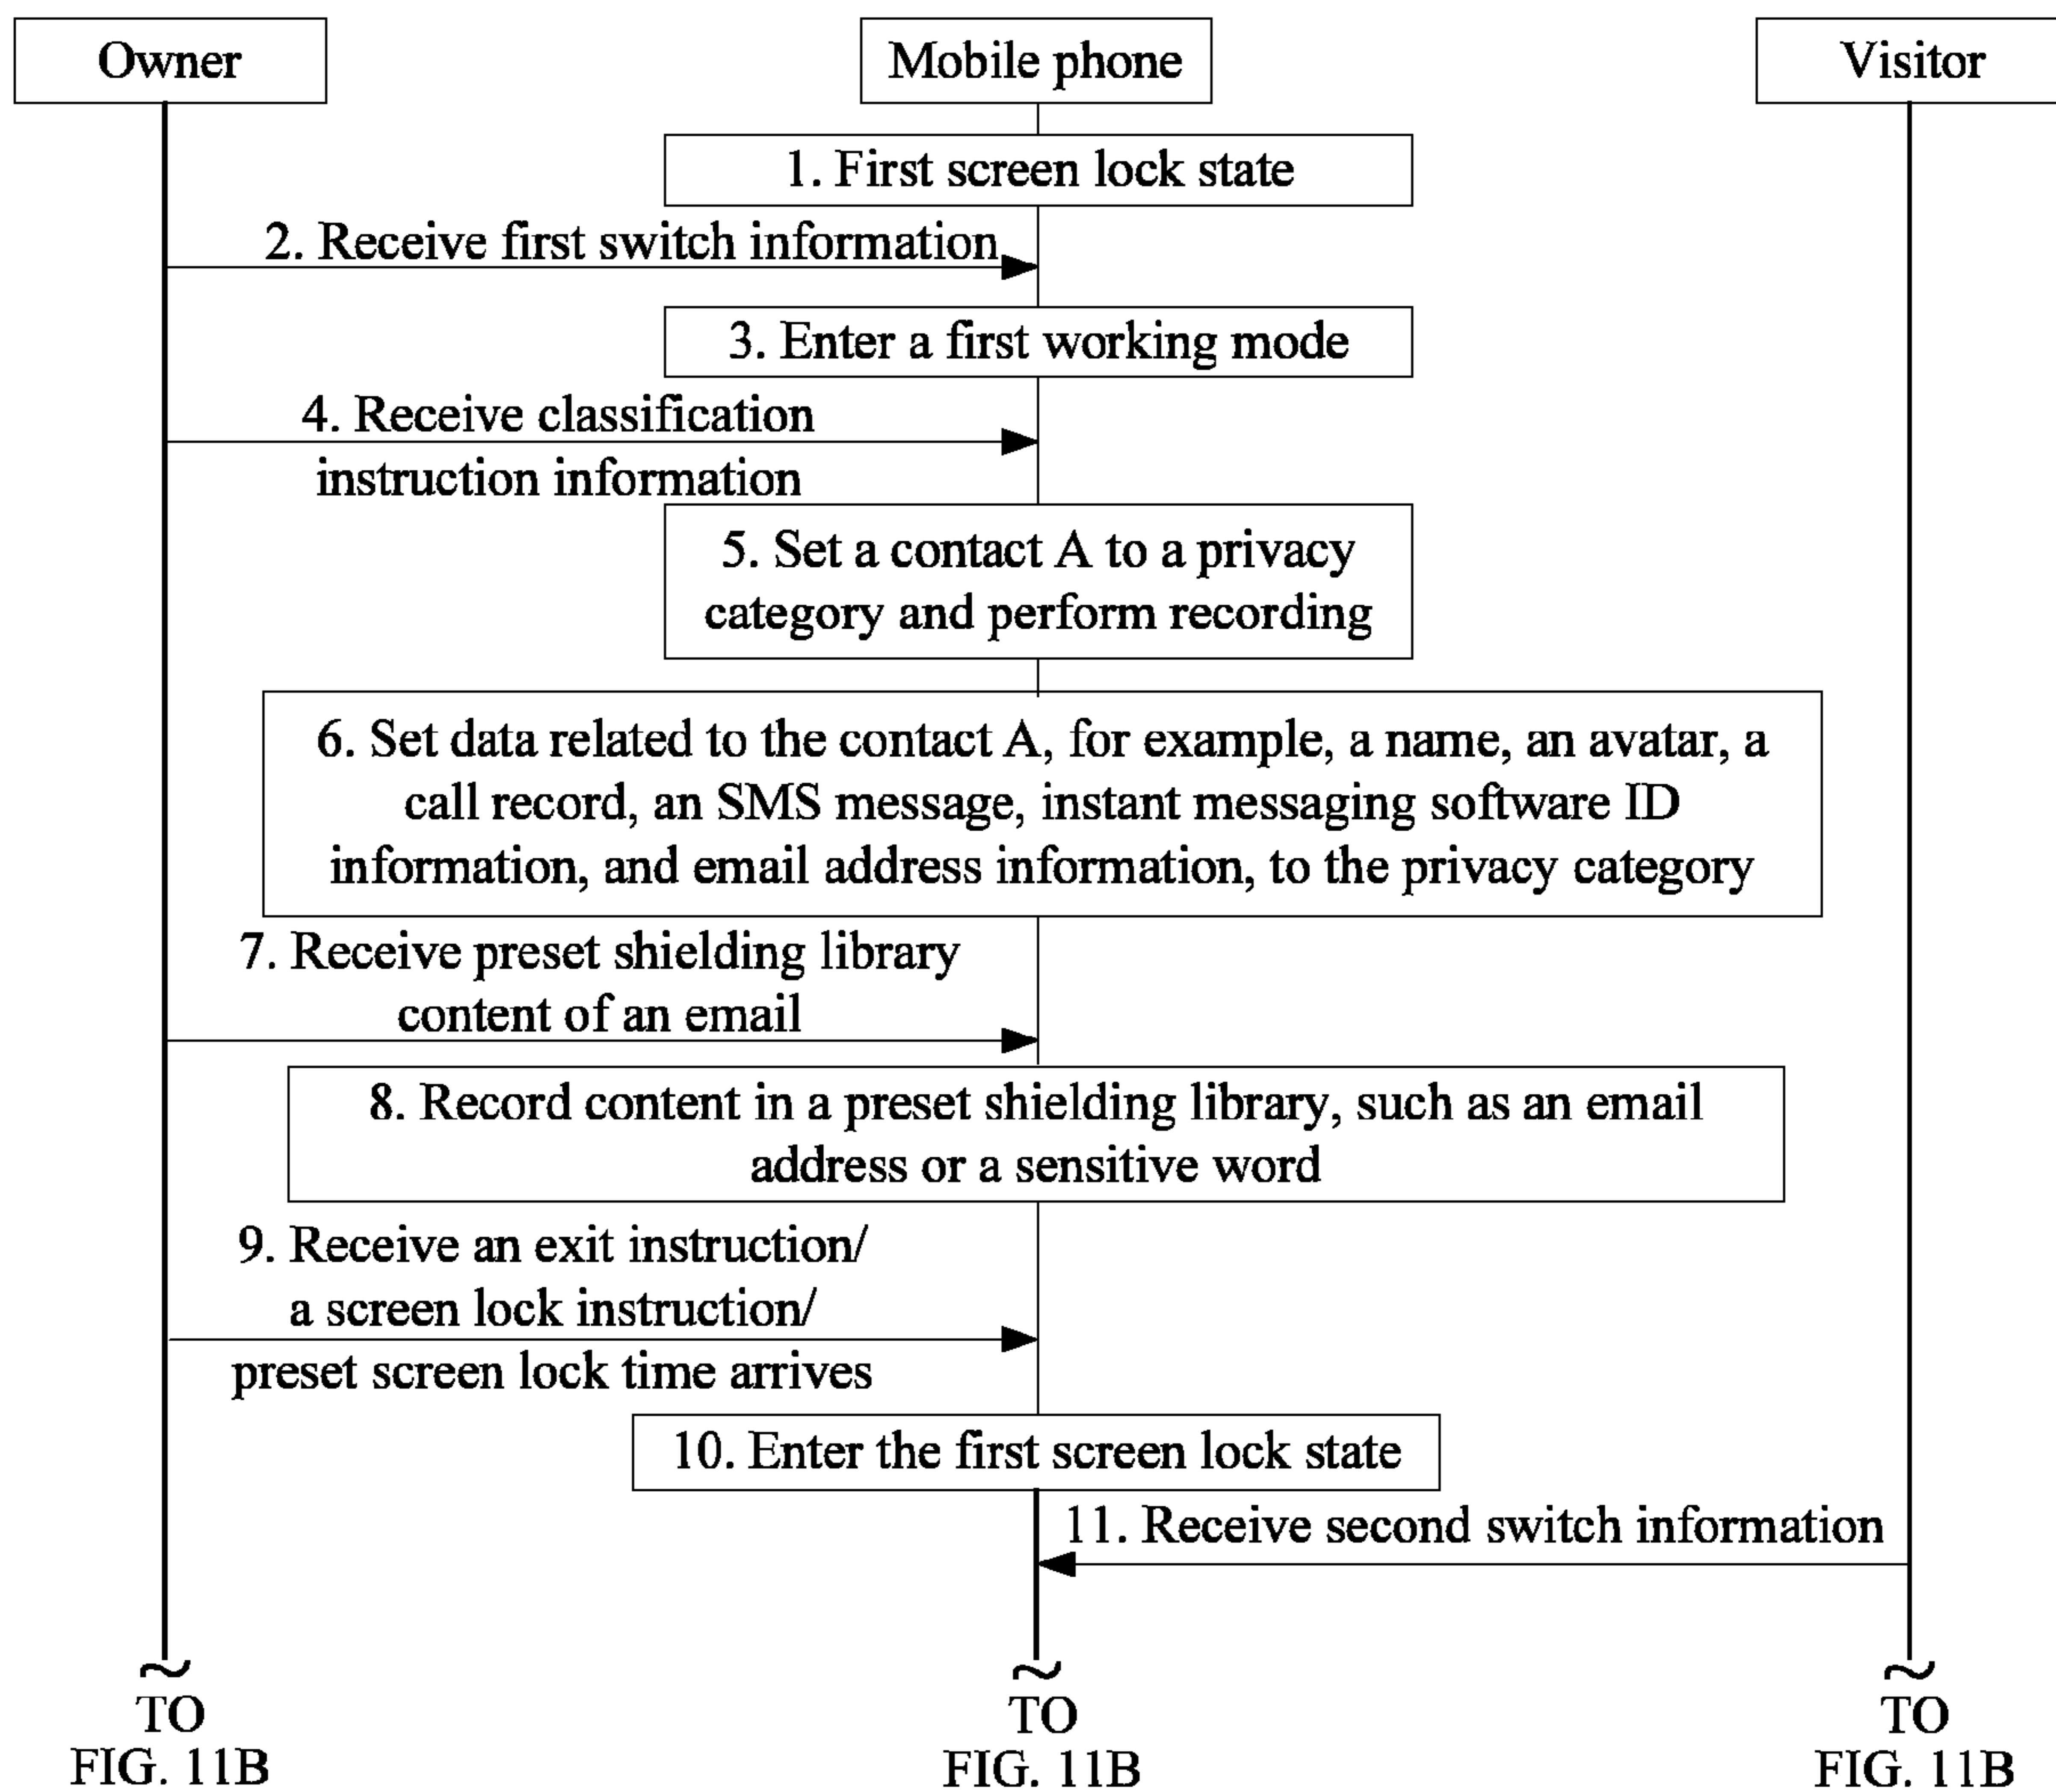 Owner
Mobile phone
Visitor
1. First screen lock state
2. Receive first switch information
3. Enter a first working mode
4. Receive classification
instruction information
5. Set a contact A to a privacy
category and perform recording
6. Set data related to the contact A, for example, a name, an avatar, a
call record, an SMS message, instant messaging software ID
information, and email address information, to the privacy category
7. Receive preset shielding library
content of an email
8. Record content in a preset shielding library, such as an email
address or a sensitive word
9. Receive an exit instruction/
a screen lock instruction/
preset screen lock time arrives
10. Enter the first screen lock state
11. Receive second switch information
TO
FIG. 11B
TO
FIG. 11B
TO
FIG. 11B